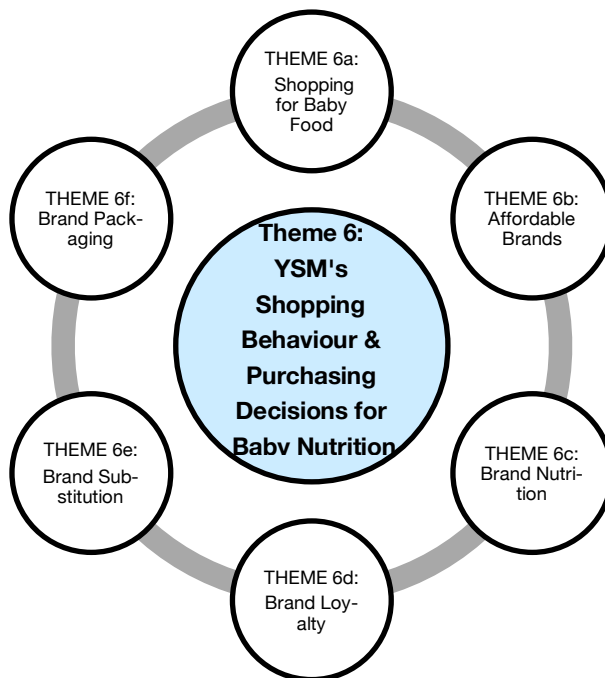 THEME 6a:
Shopping
for Baby
Food
THEME 6f:
Brand Pack-
aging
THEME 6b:
Affordable
Brands
Theme 6:
YSM's
Shopping
Behaviour &
Purchasing
Decisions for
Baby Nutrition
THEME 6e:
Brand Sub-
stitution
THEME 6c:
Brand Nutri-
tion
THEME 6d:
Brand Loy-
alty